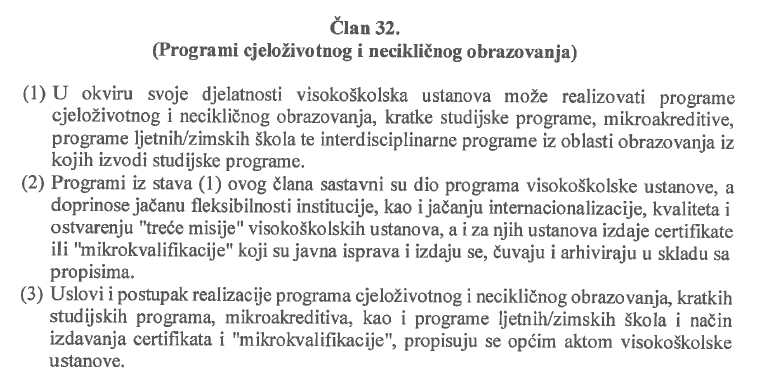 Član 32.
(Programi cjeloživotnog i necikličnog obrazovanja)
(1) U okviru svoje djelatnosti visokoškolska ustanova može realizovati programe
cjeloživotnog i necikličnog obrazovanja, kratke studijske programe, mikroakreditive,
programe ljetnih/zimskih škola te interdisciplinarne programe iz oblasti obrazovanja iz
kojih izvodi studijske programe.
(2) Programi iz stava (1) ovog člana sastavni su dio programa visokoškolske ustanove, a
doprinose jačanu fleksibilnosti institucije, kao i jačanju internacionalizacije, kvaliteta i
ostvarenju "treće misije" visokoškolskih ustanova, a i za njih ustanova izdaje certifikate
ili "mikrokvalifikacije" koji su javna isprava i izdaju se, čuvaju i arhiviraju u skladu sa
propisima.
(3) Uslovi i postupak realizacije programa cjeloživotnog i necikličnog obrazovanja, kratkih
studijskih programa, mikroakreditiva, kao i programe ljetnih/zimskih škola i način
izdavanja certifikata i "mikrokvalifikacije", propisuju se općim aktom visokoškolske
ustanove.